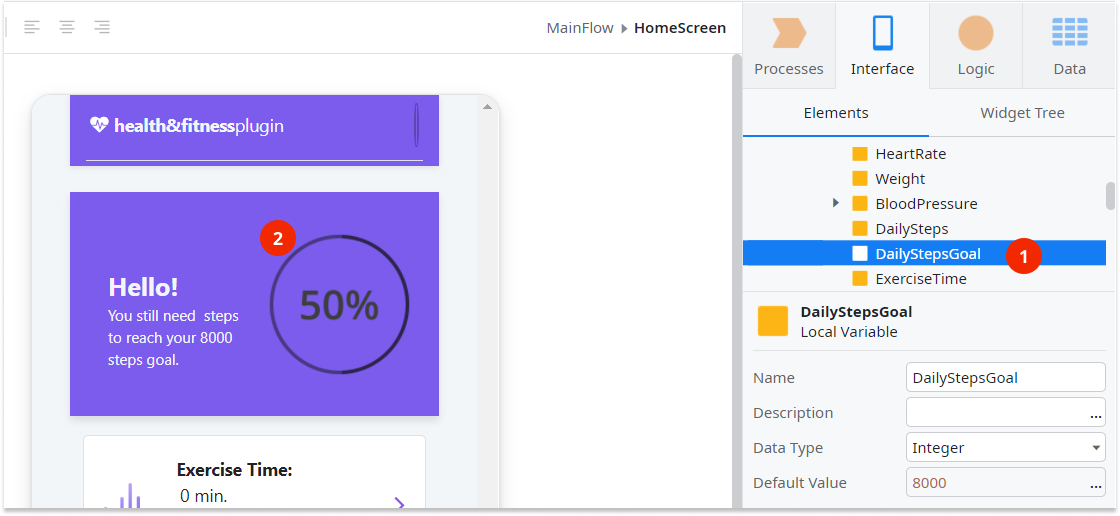 MainFlow HomeScreen
Processes
Interface
Logic
Data
Elements
Widget Tree
HeartRate
Weight
BloodPressure
DailySteps
DailyStepsGoal
1
ExerciseTime
DailyStepsGoal
Local Variable
Name
DailyStepsGoal
Description
...
Data Type
Integer
Default Value
8000
...
health&fitnessplugin
2
Hello!
You still need  steps
to reach your 8000
steps goal.
50%
Exercise Time:
0 min.